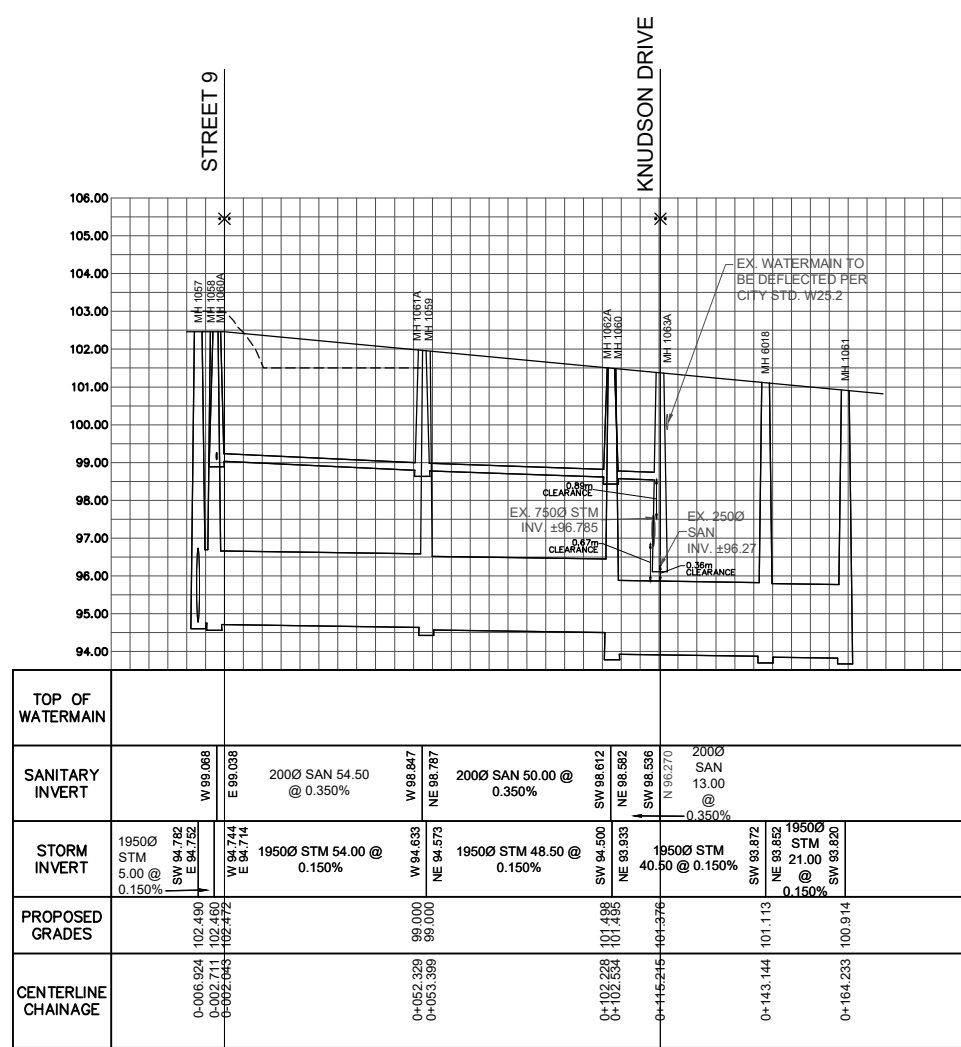 STREET 9
KNUDSON DRIVE
106.00
105.00
104.00
103.00
102.00
101.00
100.00
99.00
98.00
97.00
96.00
95.00
94.00
MH 1057
MH 1058
MH 1060A
MH 1061A
MH 1059
MH 1062A
MH 1060
MH 1063A
MH 6018
MH 1061
EX. WATERMAIN TO
BE DEFLECTED PER
CITY STD. W25.2
0.89m
CLEARANCE
EX. 750Ø STM
INV. ±96.785
0.67m
CLEARANCE
EX. 250Ø
SAN
INV. ±96.27
0.36m
CLEARANCE
TOP OF
WATERMAIN
SANITARY
INVERT
W 99.068
E 99.038
200Ø SAN 54.50
@ 0.350%
W 98.847
NE 98.787
200Ø SAN 50.00 @
0.350%
SW 98.612
NE 98.582
SW 98.536
N 96.270
200Ø
SAN
13.00
@
0.350%
STORM
INVERT
1950Ø
STM
5.00 @
0.150%
SW 94.782
E 94.752
W 94.744
E 94.714
1950Ø STM 54.00 @
0.150%
W 94.633
NE 94.573
1950Ø STM 48.50 @
0.150%
SW 94.500
NE 93.933
1950Ø STM
40.50 @ 0.150%
SW 93.872
NE 93.852
1950Ø
STM
21.00
@
0.150%
SW 93.820
PROPOSED
GRADES
102.490
102.460
102.472
99.000
99.000
101.498
101.495
101.376
101.113
100.914
CENTERLINE
CHAINAGE
0-006.924
0-002.711
0-002.043
0+052.329
0+053.399
0+102.228
0+102.534
0+115.215
0+143.144
0+164.233